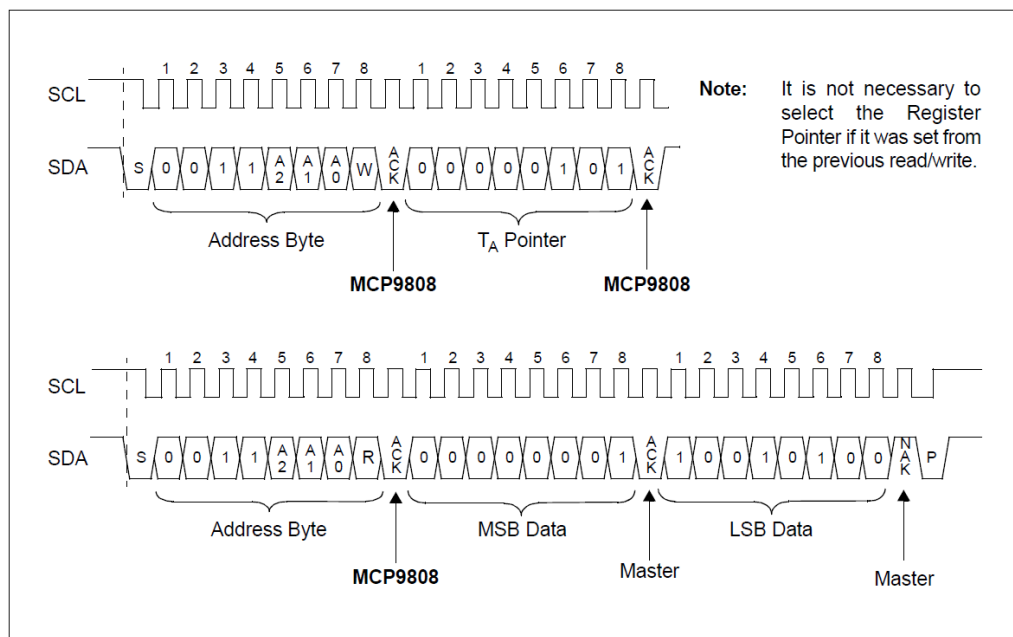 1 2 3 4 5 6 7 8 1 2 3 4 5 6 7 8
SCL
Note: It is not necessary to
select the Register
Pointer if it was set from
the previous read/write.
SDA S 0 0 1 1 A2 A1 A0 W ACK 0 0 0 0 0 1 0 1 ACK
Address Byte TA Pointer
MCP9808 MCP9808
1 2 3 4 5 6 7 8 1 2 3 4 5 6 7 8 1 2 3 4 5 6 7 8
SCL
SDA S 0 0 1 1 A2 A1 A0 R ACK 0 0 0 0 0 0 0 1 ACK 1 0 0 1 0 1 0 0 NAK P
Address Byte MSB Data LSB Data
MCP9808 Master Master